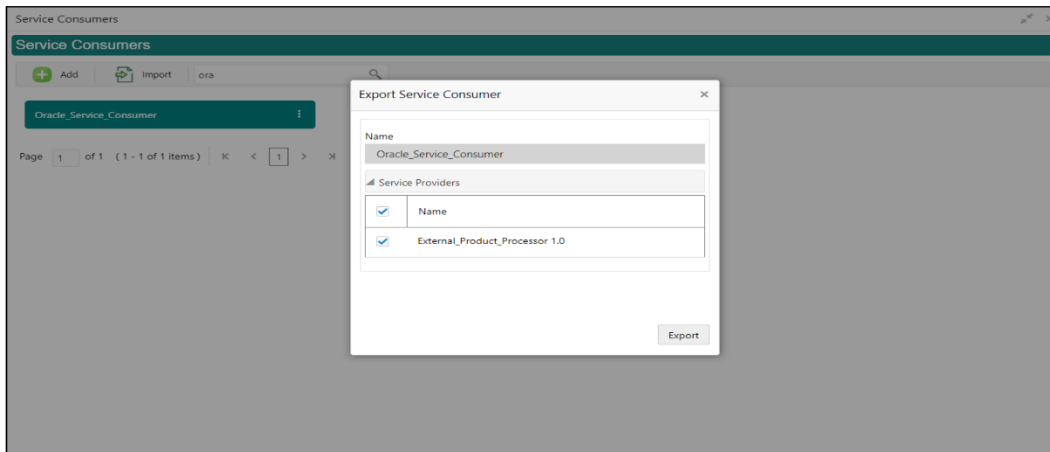 Service Consumers
Service Consumers
Add Import ora
Oracle_Service_Consumer
Page 1 of 1 (1 - 1 of 1 items) K < 1 > >|
Export Service Consumer ×
Name
Oracle_Service_Consumer
Service Providers
Name
External_Product_Processor 1.0
Export